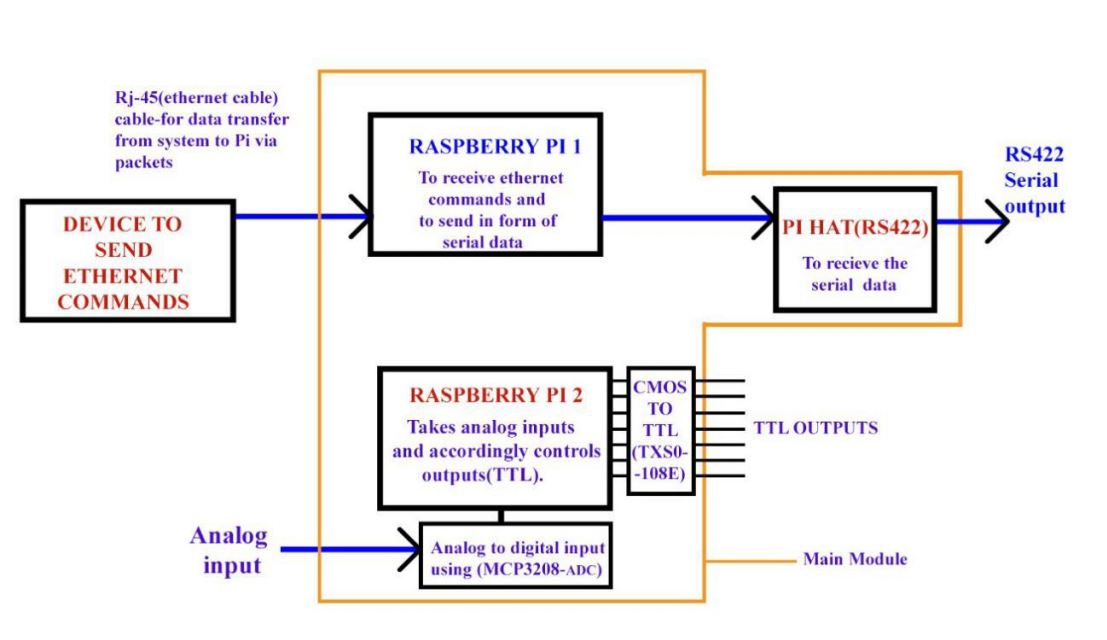 Rj-45(ethernet cable)
cable-for data transfer
from system to Pi via
packets
DEVICE TO
SEND
ETHERNET
COMMANDS
RASPBERRY PI 1
To receive ethernet
commands and
to send in form of
serial data
PI HAT(RS422)
To recieve the
serial data
RS422
Serial
output
RASPBERRY PI 2
Takes analog inputs
and accordingly controls
outputs(TTL).
CMOS
TO
TTL
(TXS0-
-108E)
TTL OUTPUTS
Analog
input
Analog to digital input
using (MCP3208-ADC)
Main Module